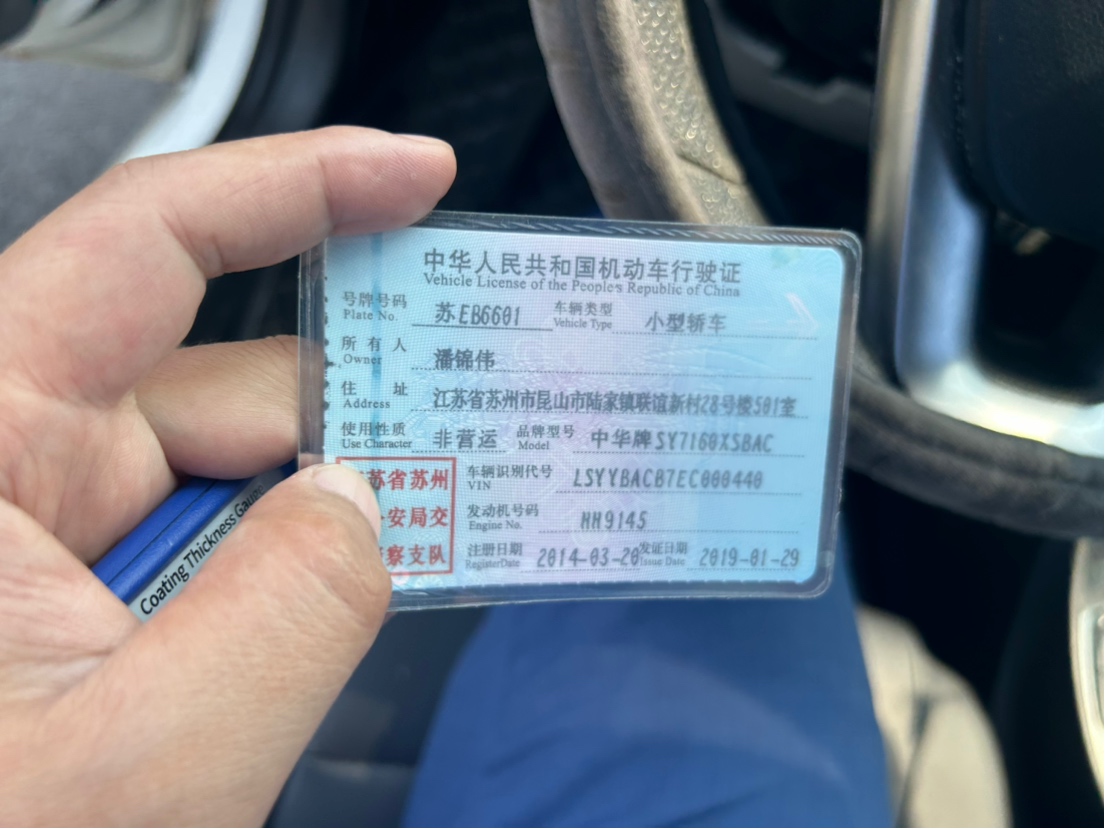 中华人民共和国机动车行驶证
Vehicle License of the People's Republic of China
号牌号码 苏EB6601 车辆类型 小型轿车
Plate No. Vehicle Type
所有人 潘锦伟
Owner
住址 江苏省苏州市昆山市陆家镇联谊新村28号楼501室
Address
使用性质 非营运 品牌型号 中华牌SY7160XSBAC
Use Character Model
苏省苏州 车辆识别代号 LSYYBACB7EC000440
VIN
安局交 发动机号码 HH9145
Engine No.
察支队 注册日期 2014-03-20 发证日期 2019-01-29
Register Date Issue Date
Coating Thickness Gauge